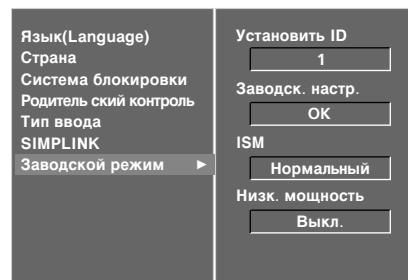 Язык(Language)
Страна
Система блокировки
Родитель ский контроль
Тип ввода
SIMPLINK
Заводской режим ►
Установить ID
1
Заводск. настр.
ОК
ISM
Нормальный
Низк. мощность
Выкл.